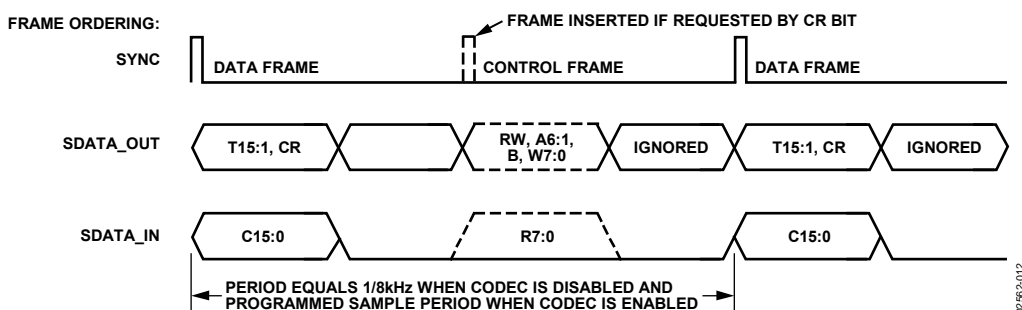 FRAME ORDERING:
FRAME INSERTED IF REQUESTED BY CR BIT
SYNC
DATA FRAME
CONTROL FRAME
DATA FRAME
SDATA_OUT
T15:1, CR
RW, A6:1,
B, W7:0
IGNORED
T15:1, CR
IGNORED
SDATA_IN
C15:0
R7:0
C15:0
PERIOD EQUALS 1/8kHz WHEN CODEC IS DISABLED AND
PROGRAMMED SAMPLE PERIOD WHEN CODEC IS ENABLED
02562-012